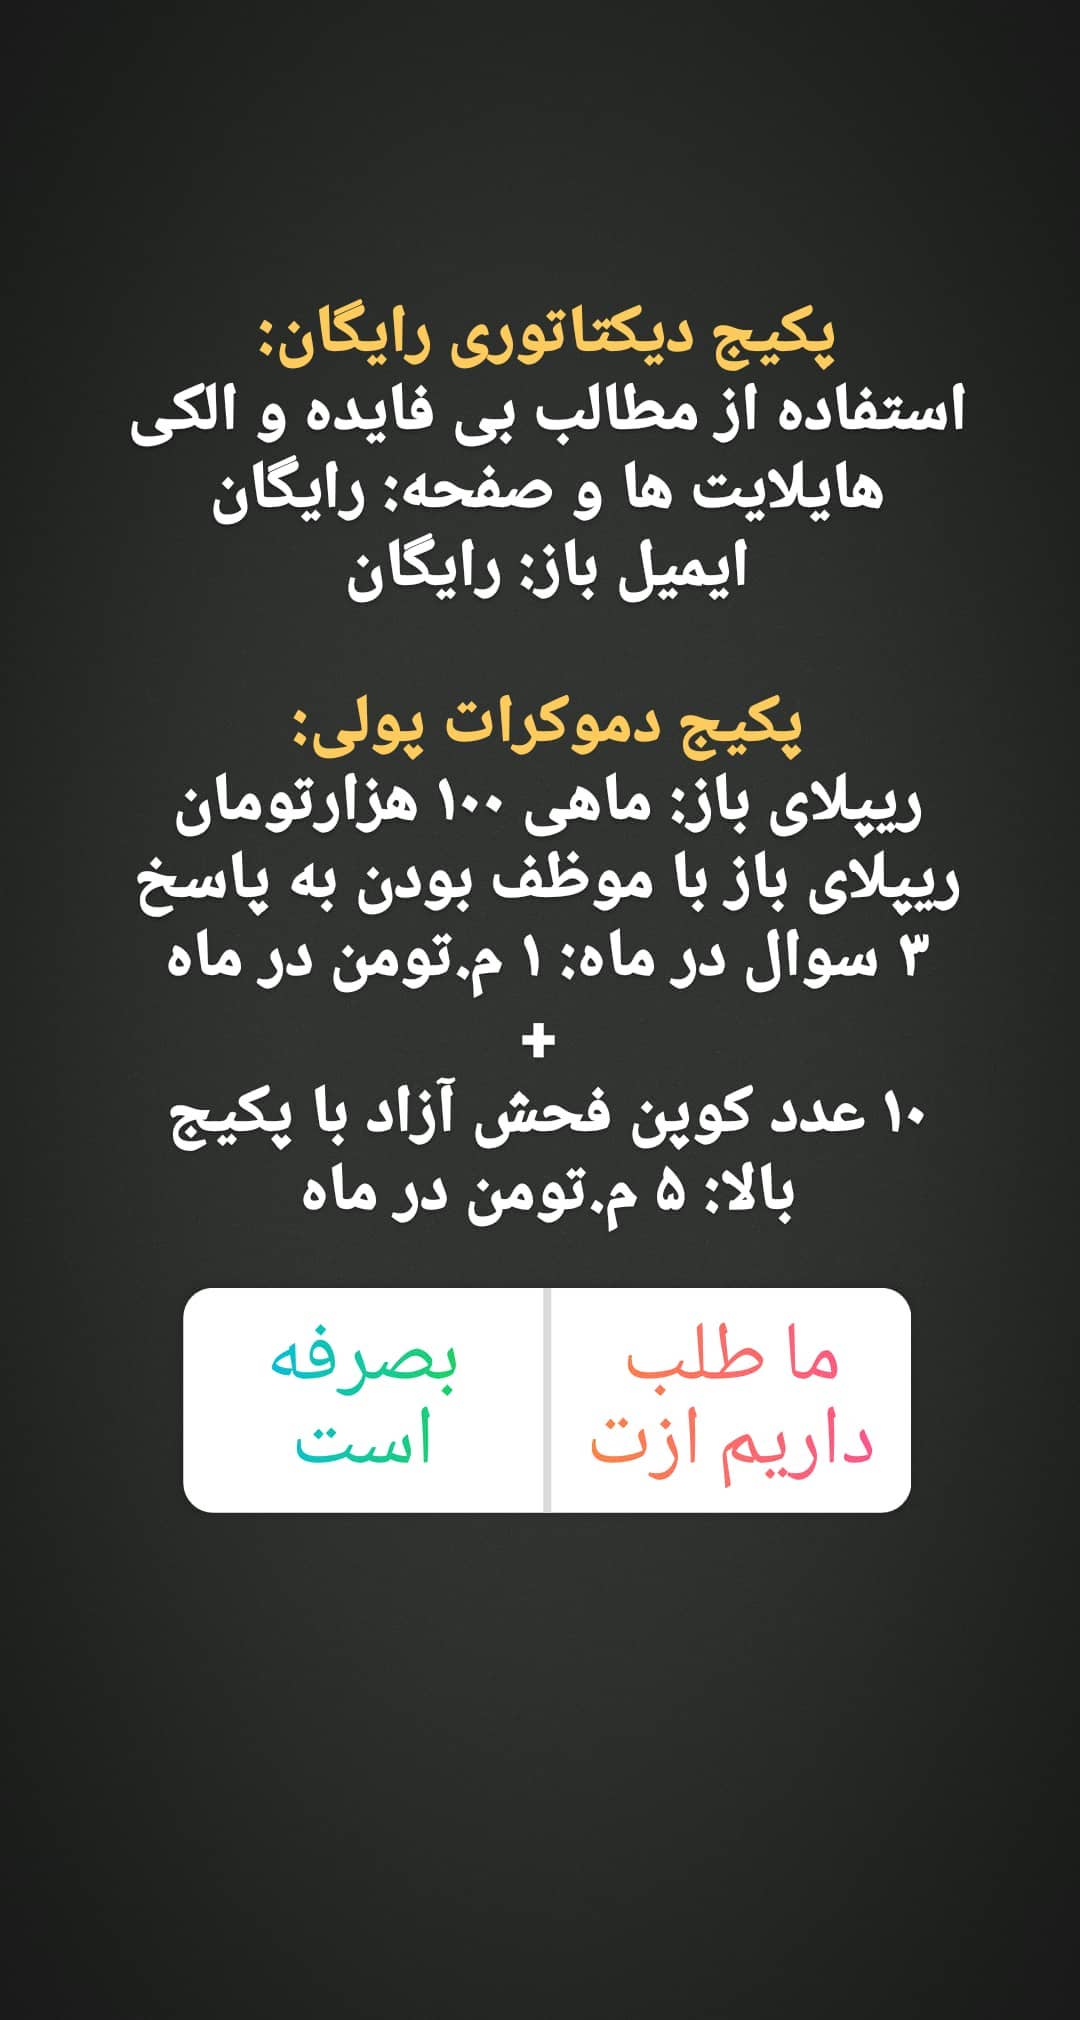 پکیج دیکتاتوری رایگان:
استفاده از مطالب بی فایده و الکی
هایلایت ها و صفحه: رایگان
ایمیل باز: رایگان
پکیج دموکرات پولی:
ریپلای باز: ماهی ۱۰۰ هزارتومان
ریپلای باز با موظف بودن به پاسخ
۳ سوال در ماه: ۱ م.تومن در ماه
+
۱۰ عدد کوپن فحش آزاد با پکیج
بالا: ۵ م.تومن در ماه
ما طلب
داریم ازت
بصرفه
است